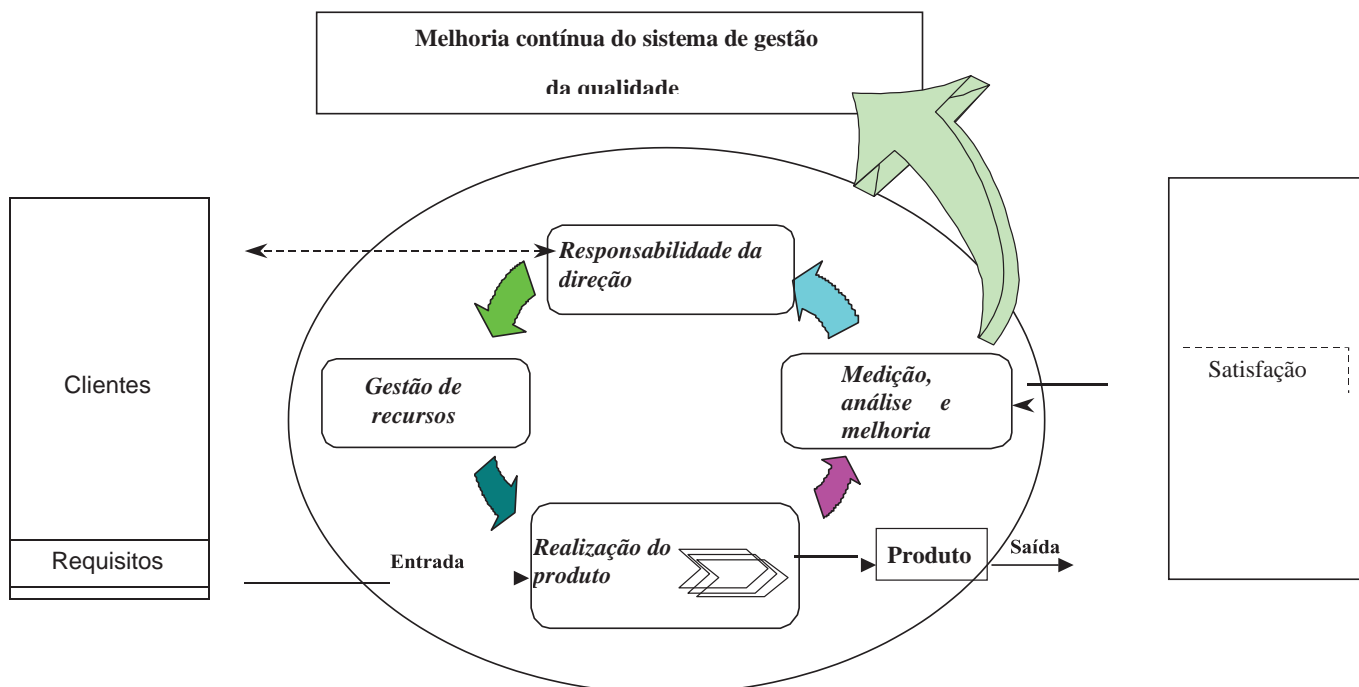 Melhoria contínua do sistema de gestão
da qualidade
Responsabilidade da
direção
Clientes
Gestão de
recursos
Medição,
análise e
melhoria
Satisfação
Requisitos
Entrada
Realização do
produto
Produto
Saída